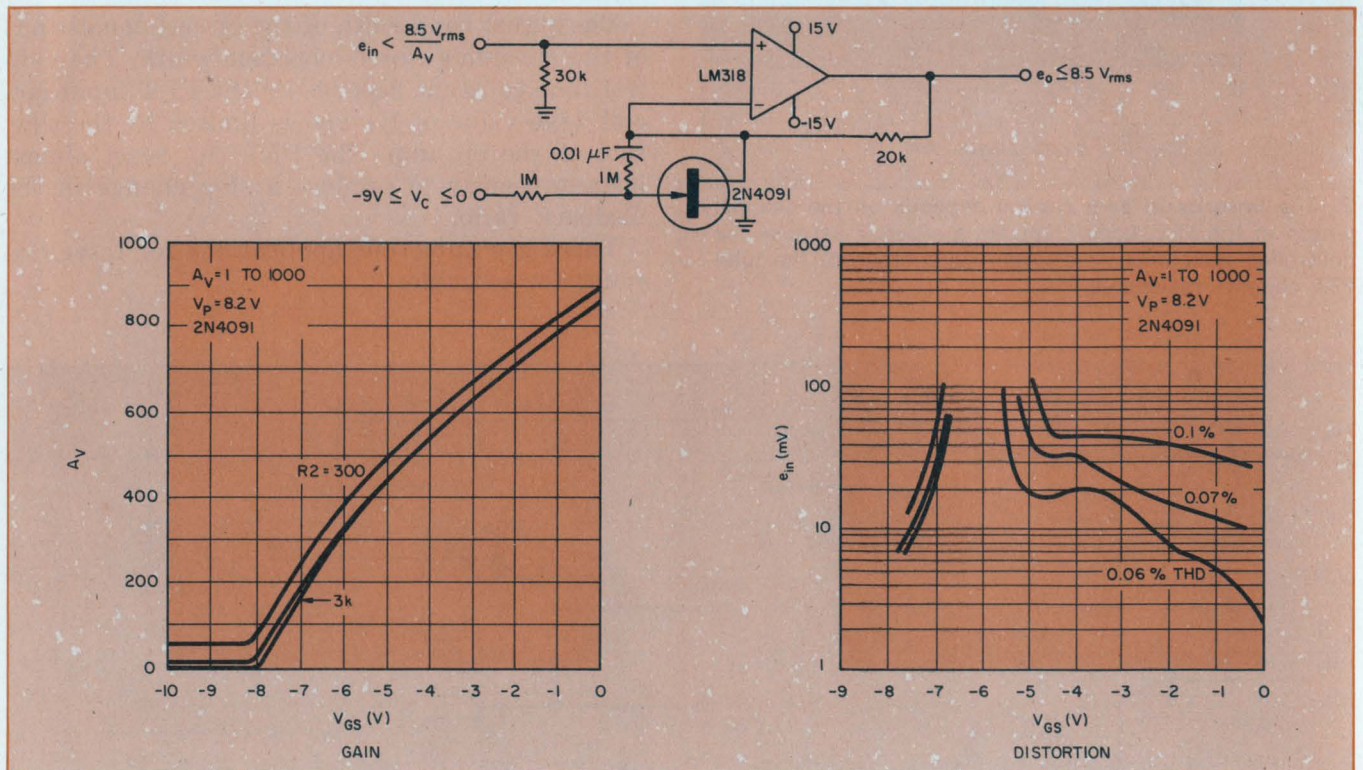 15 V
e_in < 8.5 V_rms / A_V
30k
+
−
LM318
e_o ≤ 8.5 V_rms
-15 V
0.01 μF
20k
-9V ≤ V_C ≤ 0
1M
1M
2N4091
1000
800
600
400
200
0
A_V
A_V = 1 TO 1000
V_P = 8.2 V
2N4091
R2 = 300
3k
-10 -9 -8 -7 -6 -5 -4 -3 -2 -1 0
V_GS (V)
GAIN
1000
100
10
1
e_in (mV)
A_V = 1 TO 1000
V_P = 8.2 V
2N4091
0.1 %
0.07%
0.06 % THD
-9 -8 -7 -6 -5 -4 -3 -2 -1 0
V_GS (V)
DISTORTION